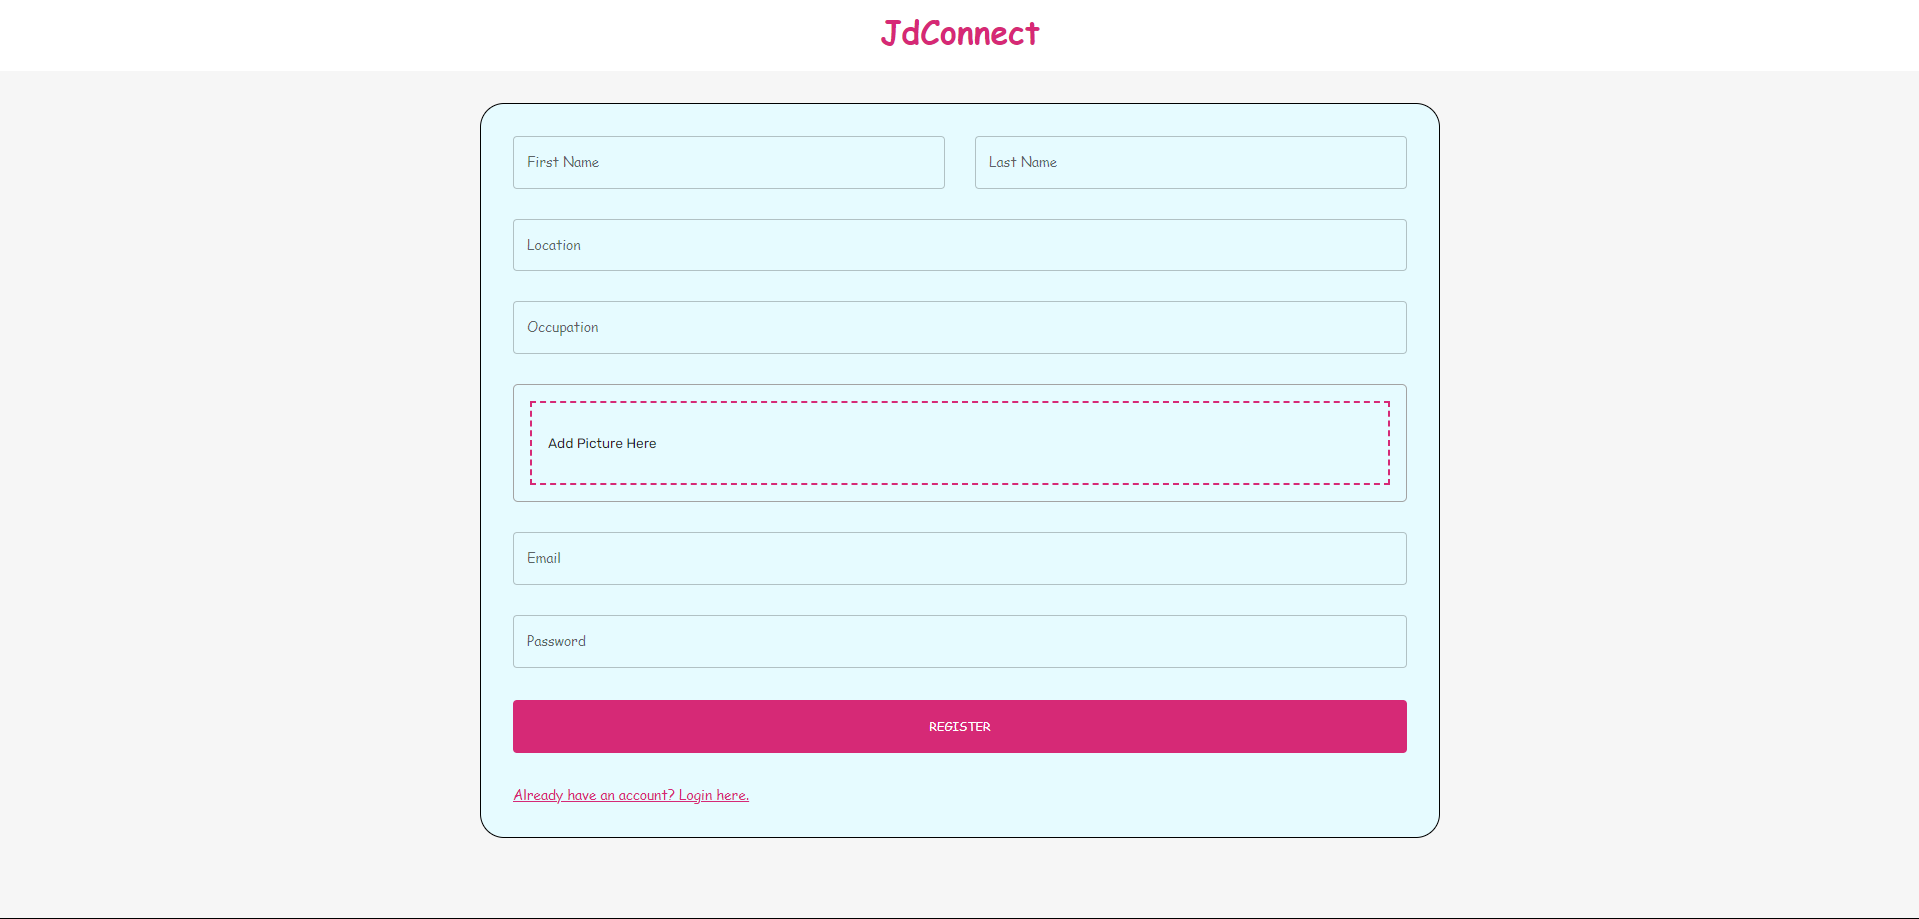 JdConnect
First Name
Last Name
Location
Occupation
Add Picture Here
Email
Password
REGISTER
Already have an account? Login here.